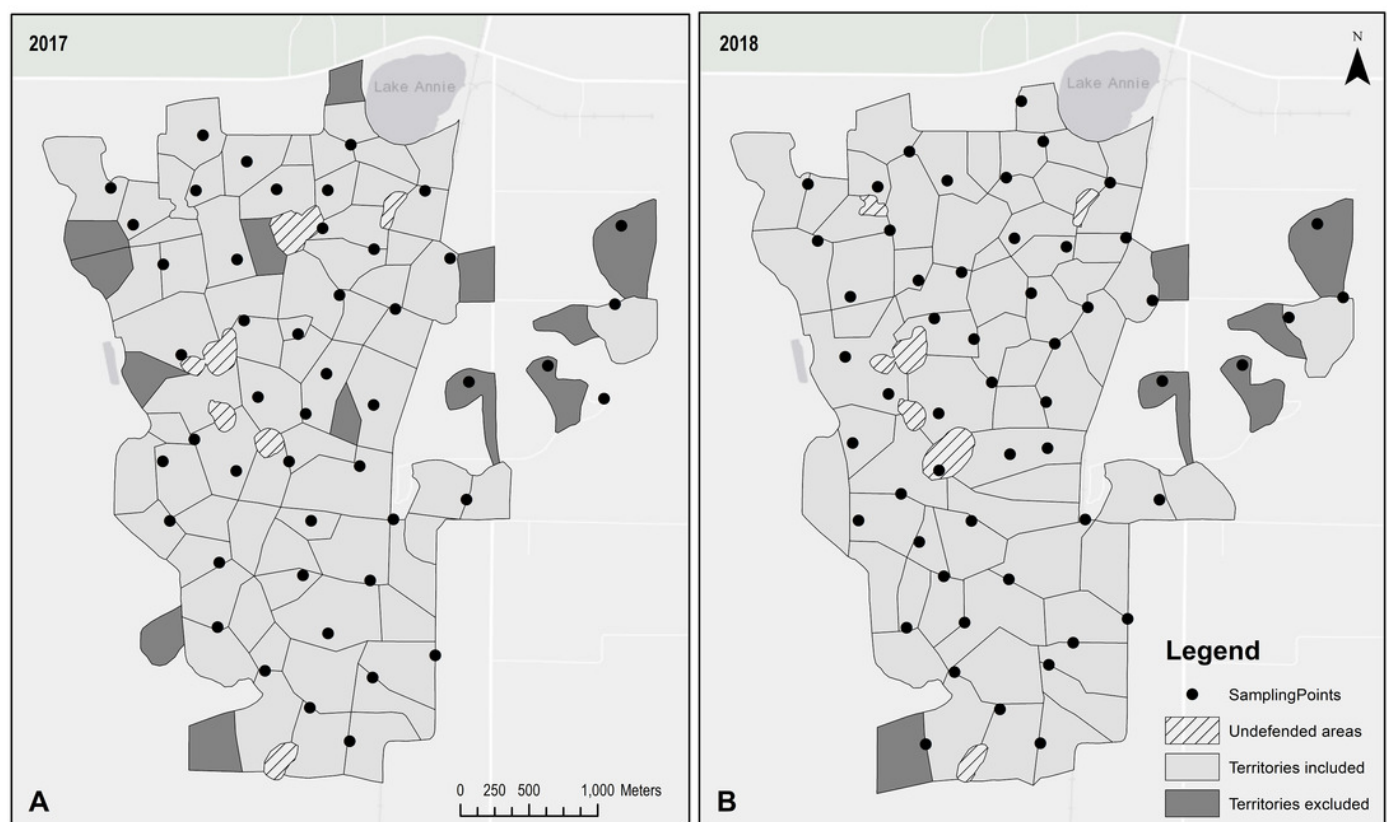 2017
Lake Annie
A
0 250 500 1,000 Meters
2018
Lake Annie
N
B
Legend
SamplingPoints
Undefended areas
Territories included
Territories excluded